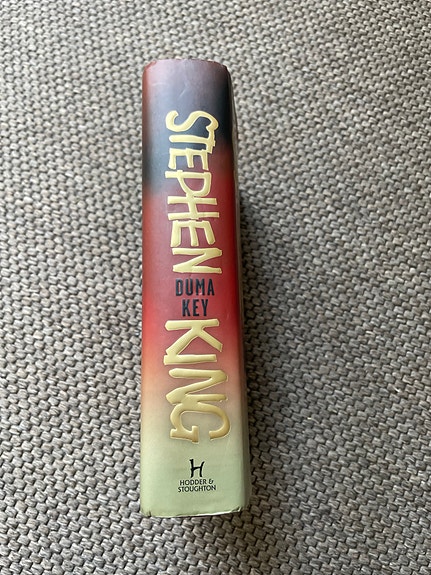 STEPHEN
DUMA
KEY
KING
H
HODDER &
STOUGHTON